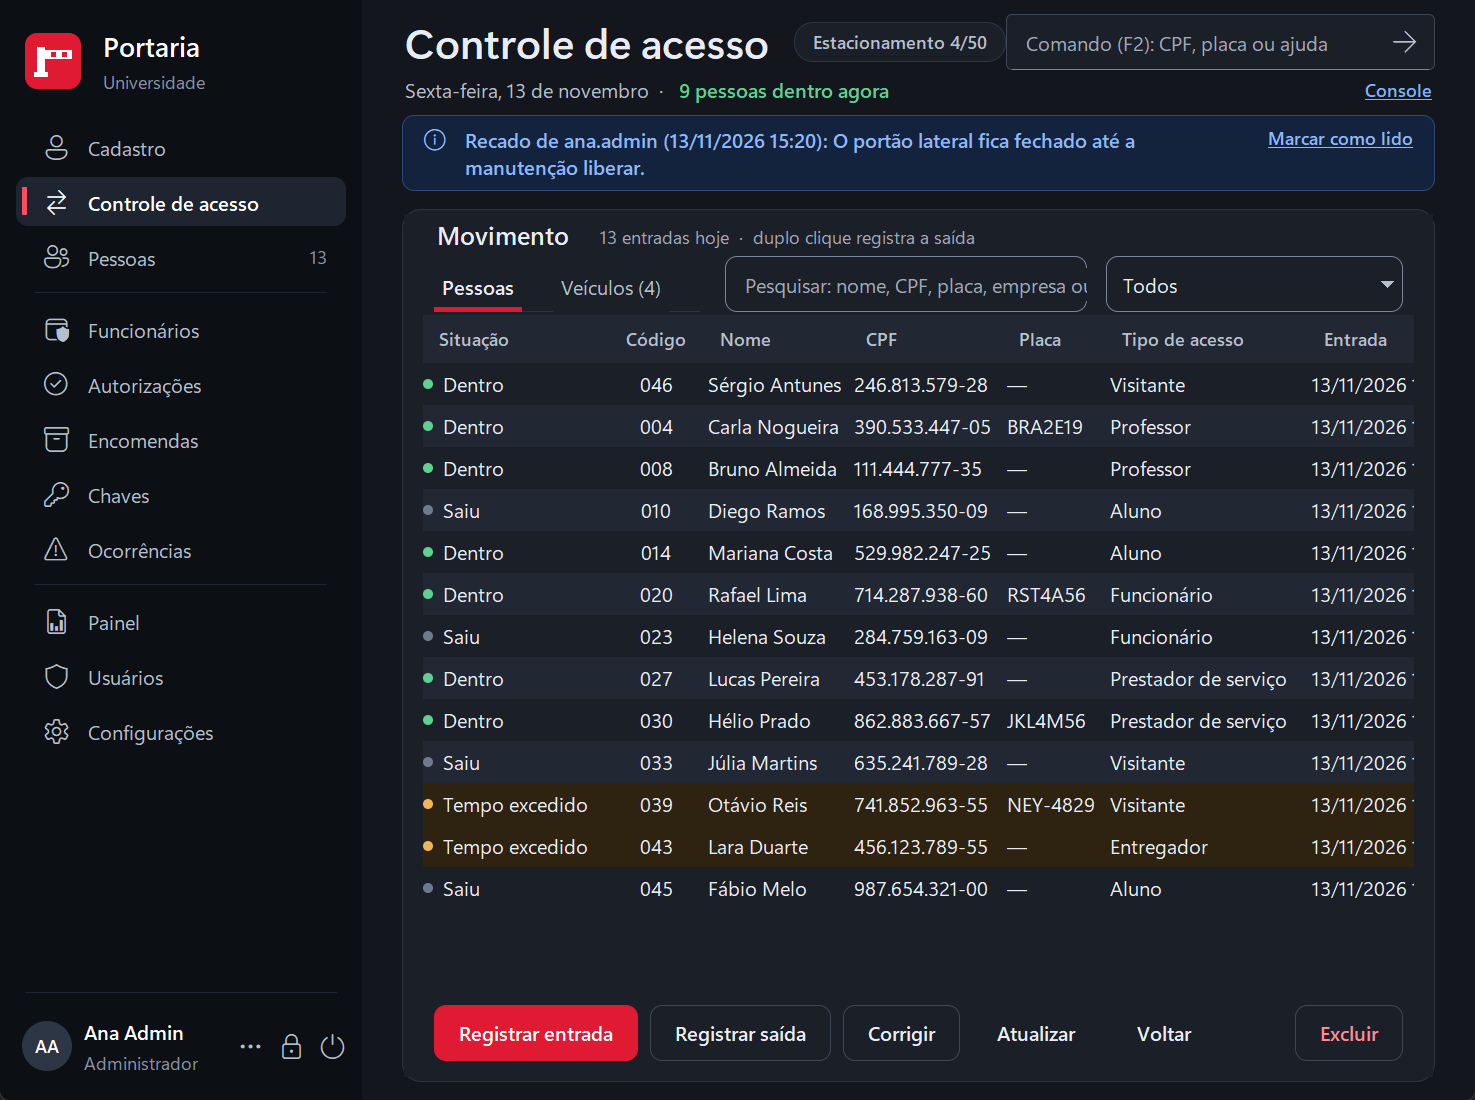 Portaria
Universidade
Cadastro
Controle de acesso
Pessoas 13
Funcionários
Autorizações
Encomendas
Chaves
Ocorrências
Painel
Usuários
Configurações
AA
Ana Admin
Administrador
Controle de acesso
Estacionamento 4/50
Comando (F2): CPF, placa ou ajuda
Sexta-feira, 13 de novembro · 9 pessoas dentro agora
Console
Recado de ana.admin (13/11/2026 15:20): O portão lateral fica fechado até a
manutenção liberar.
Marcar como lido
Movimento 13 entradas hoje · duplo clique registra a saída
Pessoas Veículos (4) Pesquisar: nome, CPF, placa, empresa ou Todos
Situação Código Nome CPF Placa Tipo de acesso Entrada
Dentro 046 Sérgio Antunes 246.813.579-28 — Visitante 13/11/2026
Dentro 004 Carla Nogueira 390.533.447-05 BRA2E19 Professor 13/11/2026
Dentro 008 Bruno Almeida 111.444.777-35 — Professor 13/11/2026
Saiu 010 Diego Ramos 168.995.350-09 — Aluno 13/11/2026
Dentro 014 Mariana Costa 529.982.247-25 — Aluno 13/11/2026
Dentro 020 Rafael Lima 714.287.938-60 RST4A56 Funcionário 13/11/2026
Saiu 023 Helena Souza 284.759.163-09 — Funcionário 13/11/2026
Dentro 027 Lucas Pereira 453.178.287-91 — Prestador de serviço 13/11/2026
Dentro 030 Hélio Prado 862.883.667-57 JKL4M56 Prestador de serviço 13/11/2026
Saiu 033 Júlia Martins 635.241.789-28 — Visitante 13/11/2026
Tempo excedido 039 Otávio Reis 741.852.963-55 NEY-4829 Visitante 13/11/2026
Tempo excedido 043 Lara Duarte 456.123.789-55 — Entregador 13/11/2026
Saiu 045 Fábio Melo 987.654.321-00 — Aluno 13/11/2026
Registrar entrada Registrar saída Corrigir Atualizar Voltar Excluir